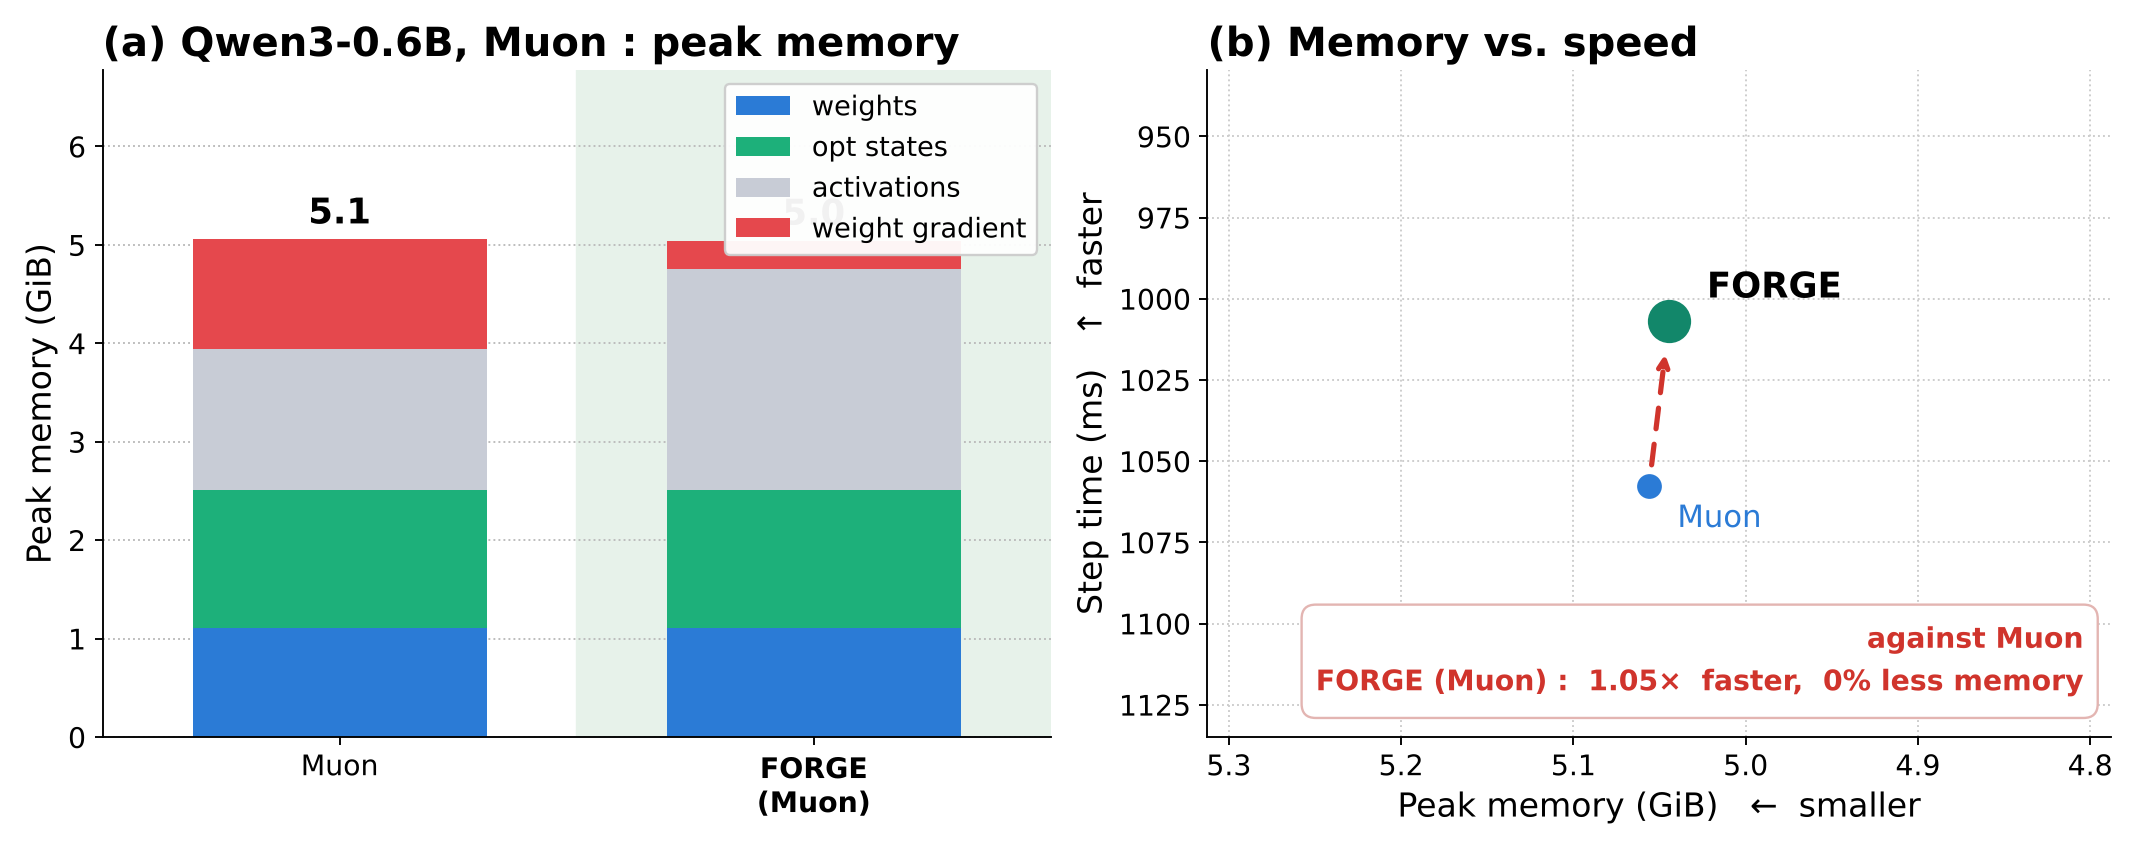 (a) Qwen3-0.6B, Muon : peak memory
Peak memory (GiB)
6
5
4
3
2
1
0
5.1
5.0
weights
opt states
activations
weight gradient
Muon
FORGE
(Muon)
(b) Memory vs. speed
Step time (ms) ↑ faster
950
975
1000
1025
1050
1075
1100
1125
FORGE
Muon
against Muon
FORGE (Muon) : 1.05× faster, 0% less memory
5.3
5.2
5.1
5.0
4.9
4.8
Peak memory (GiB) ← smaller